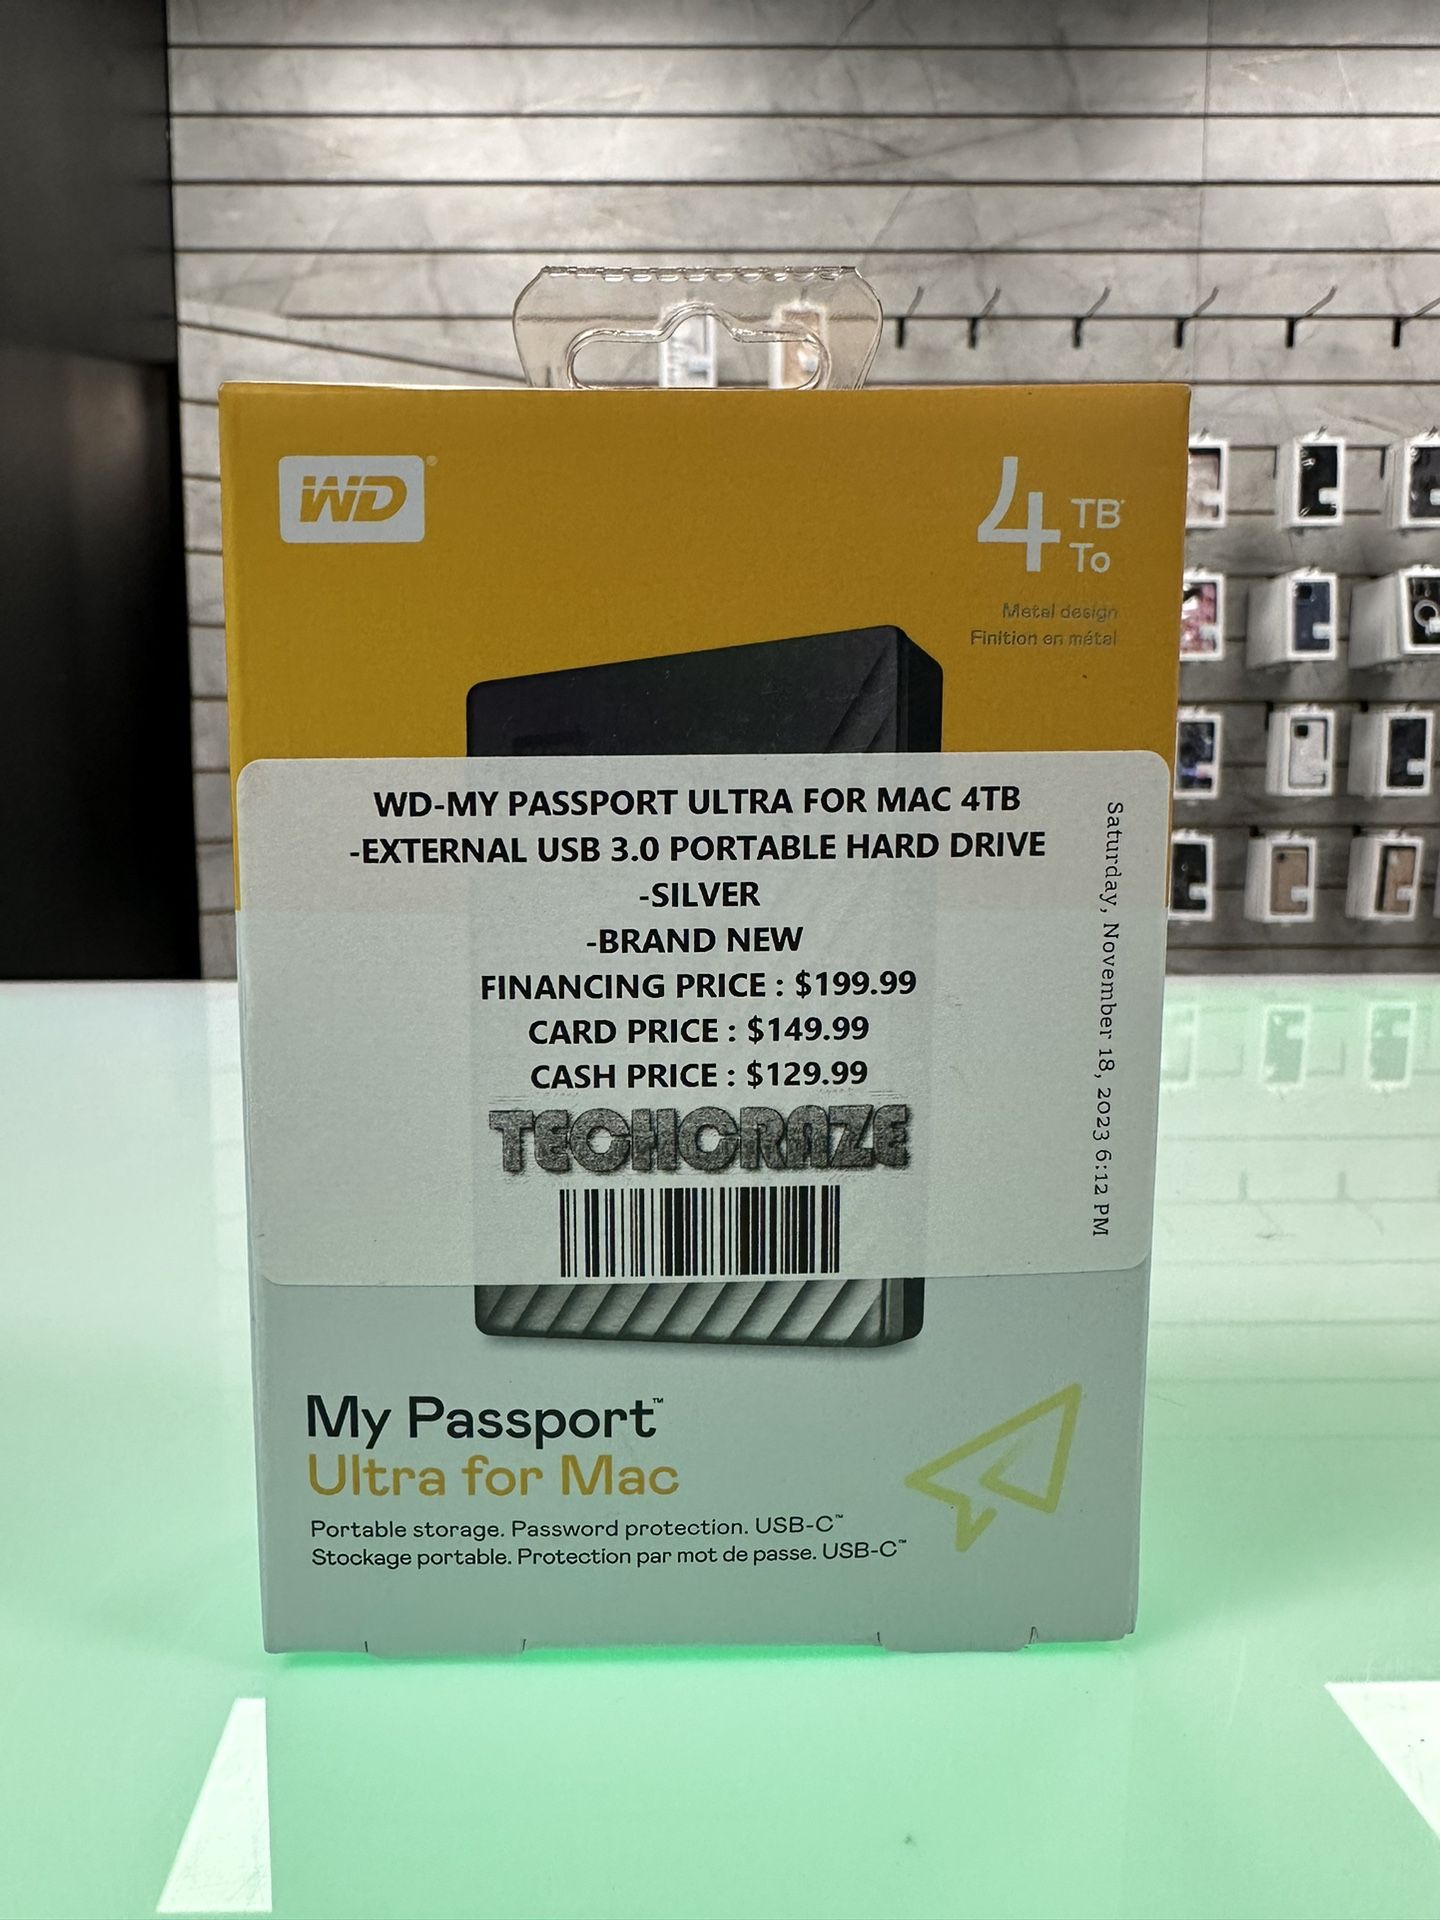 WD®
4 TB*
To
Metal design
Finition en métal
WD-MY PASSPORT ULTRA FOR MAC 4TB
-EXTERNAL USB 3.0 PORTABLE HARD DRIVE
-SILVER
-BRAND NEW
FINANCING PRICE : $199.99
CARD PRICE : $149.99
CASH PRICE : $129.99
TECHCRAZE
Saturday, November 18, 2023 6:12 PM
My Passport™
Ultra for Mac
Portable storage. Password protection. USB-C™
Stockage portable. Protection par mot de passe. USB-C™